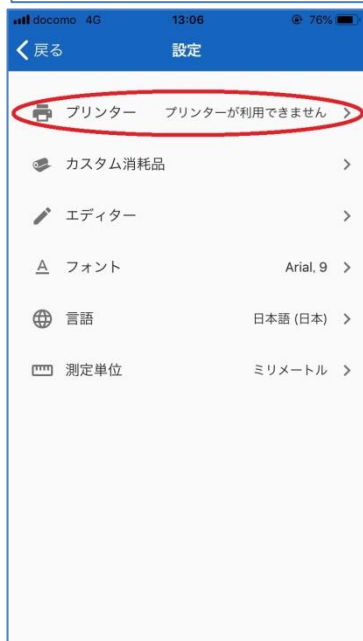 docomo 4G 13:06 76%
戻る 設定
プリンター プリンターが利用できません
カスタム消耗品
エディター
A フォント Arial, 9
言語 日本語 (日本)
測定単位 ミリメートル